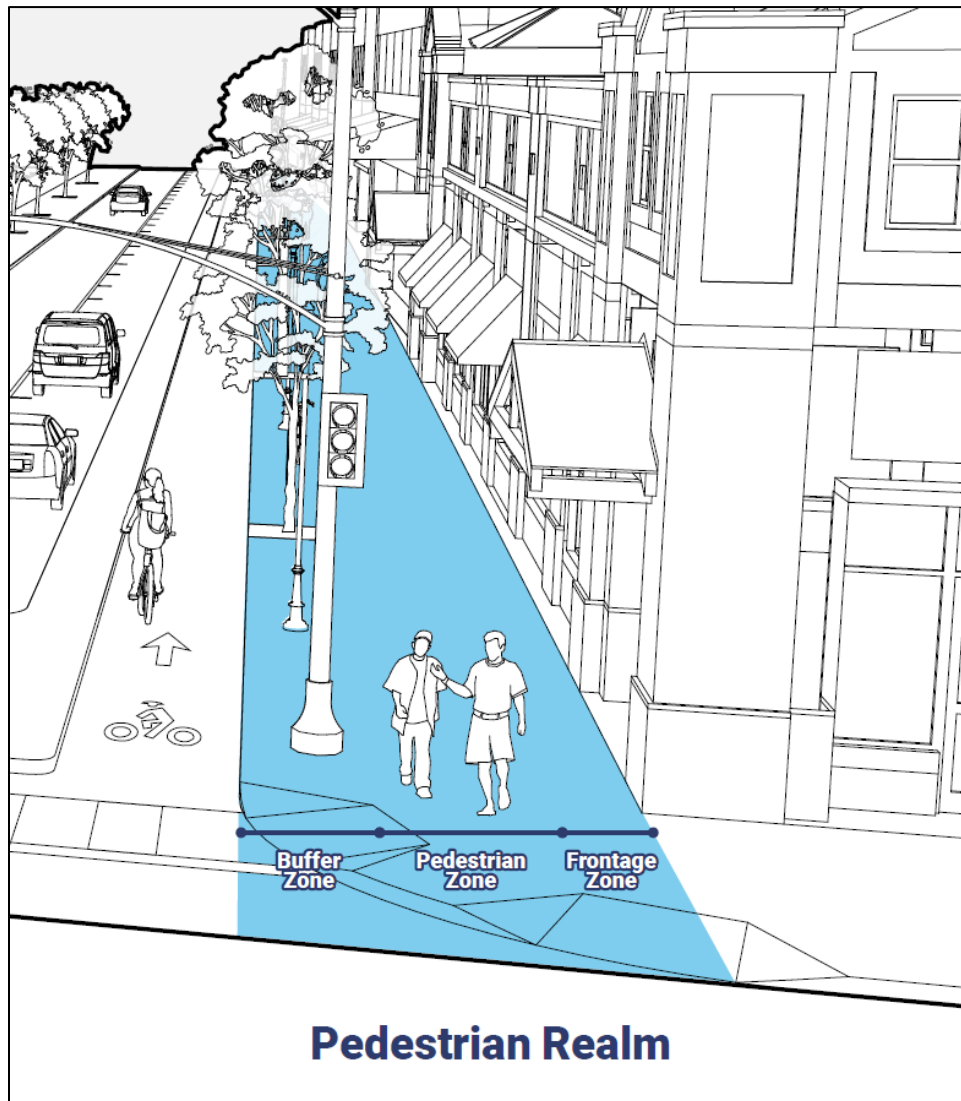 Buffer
Zone
Pedestrian
Zone
Frontage
Zone
Pedestrian Realm